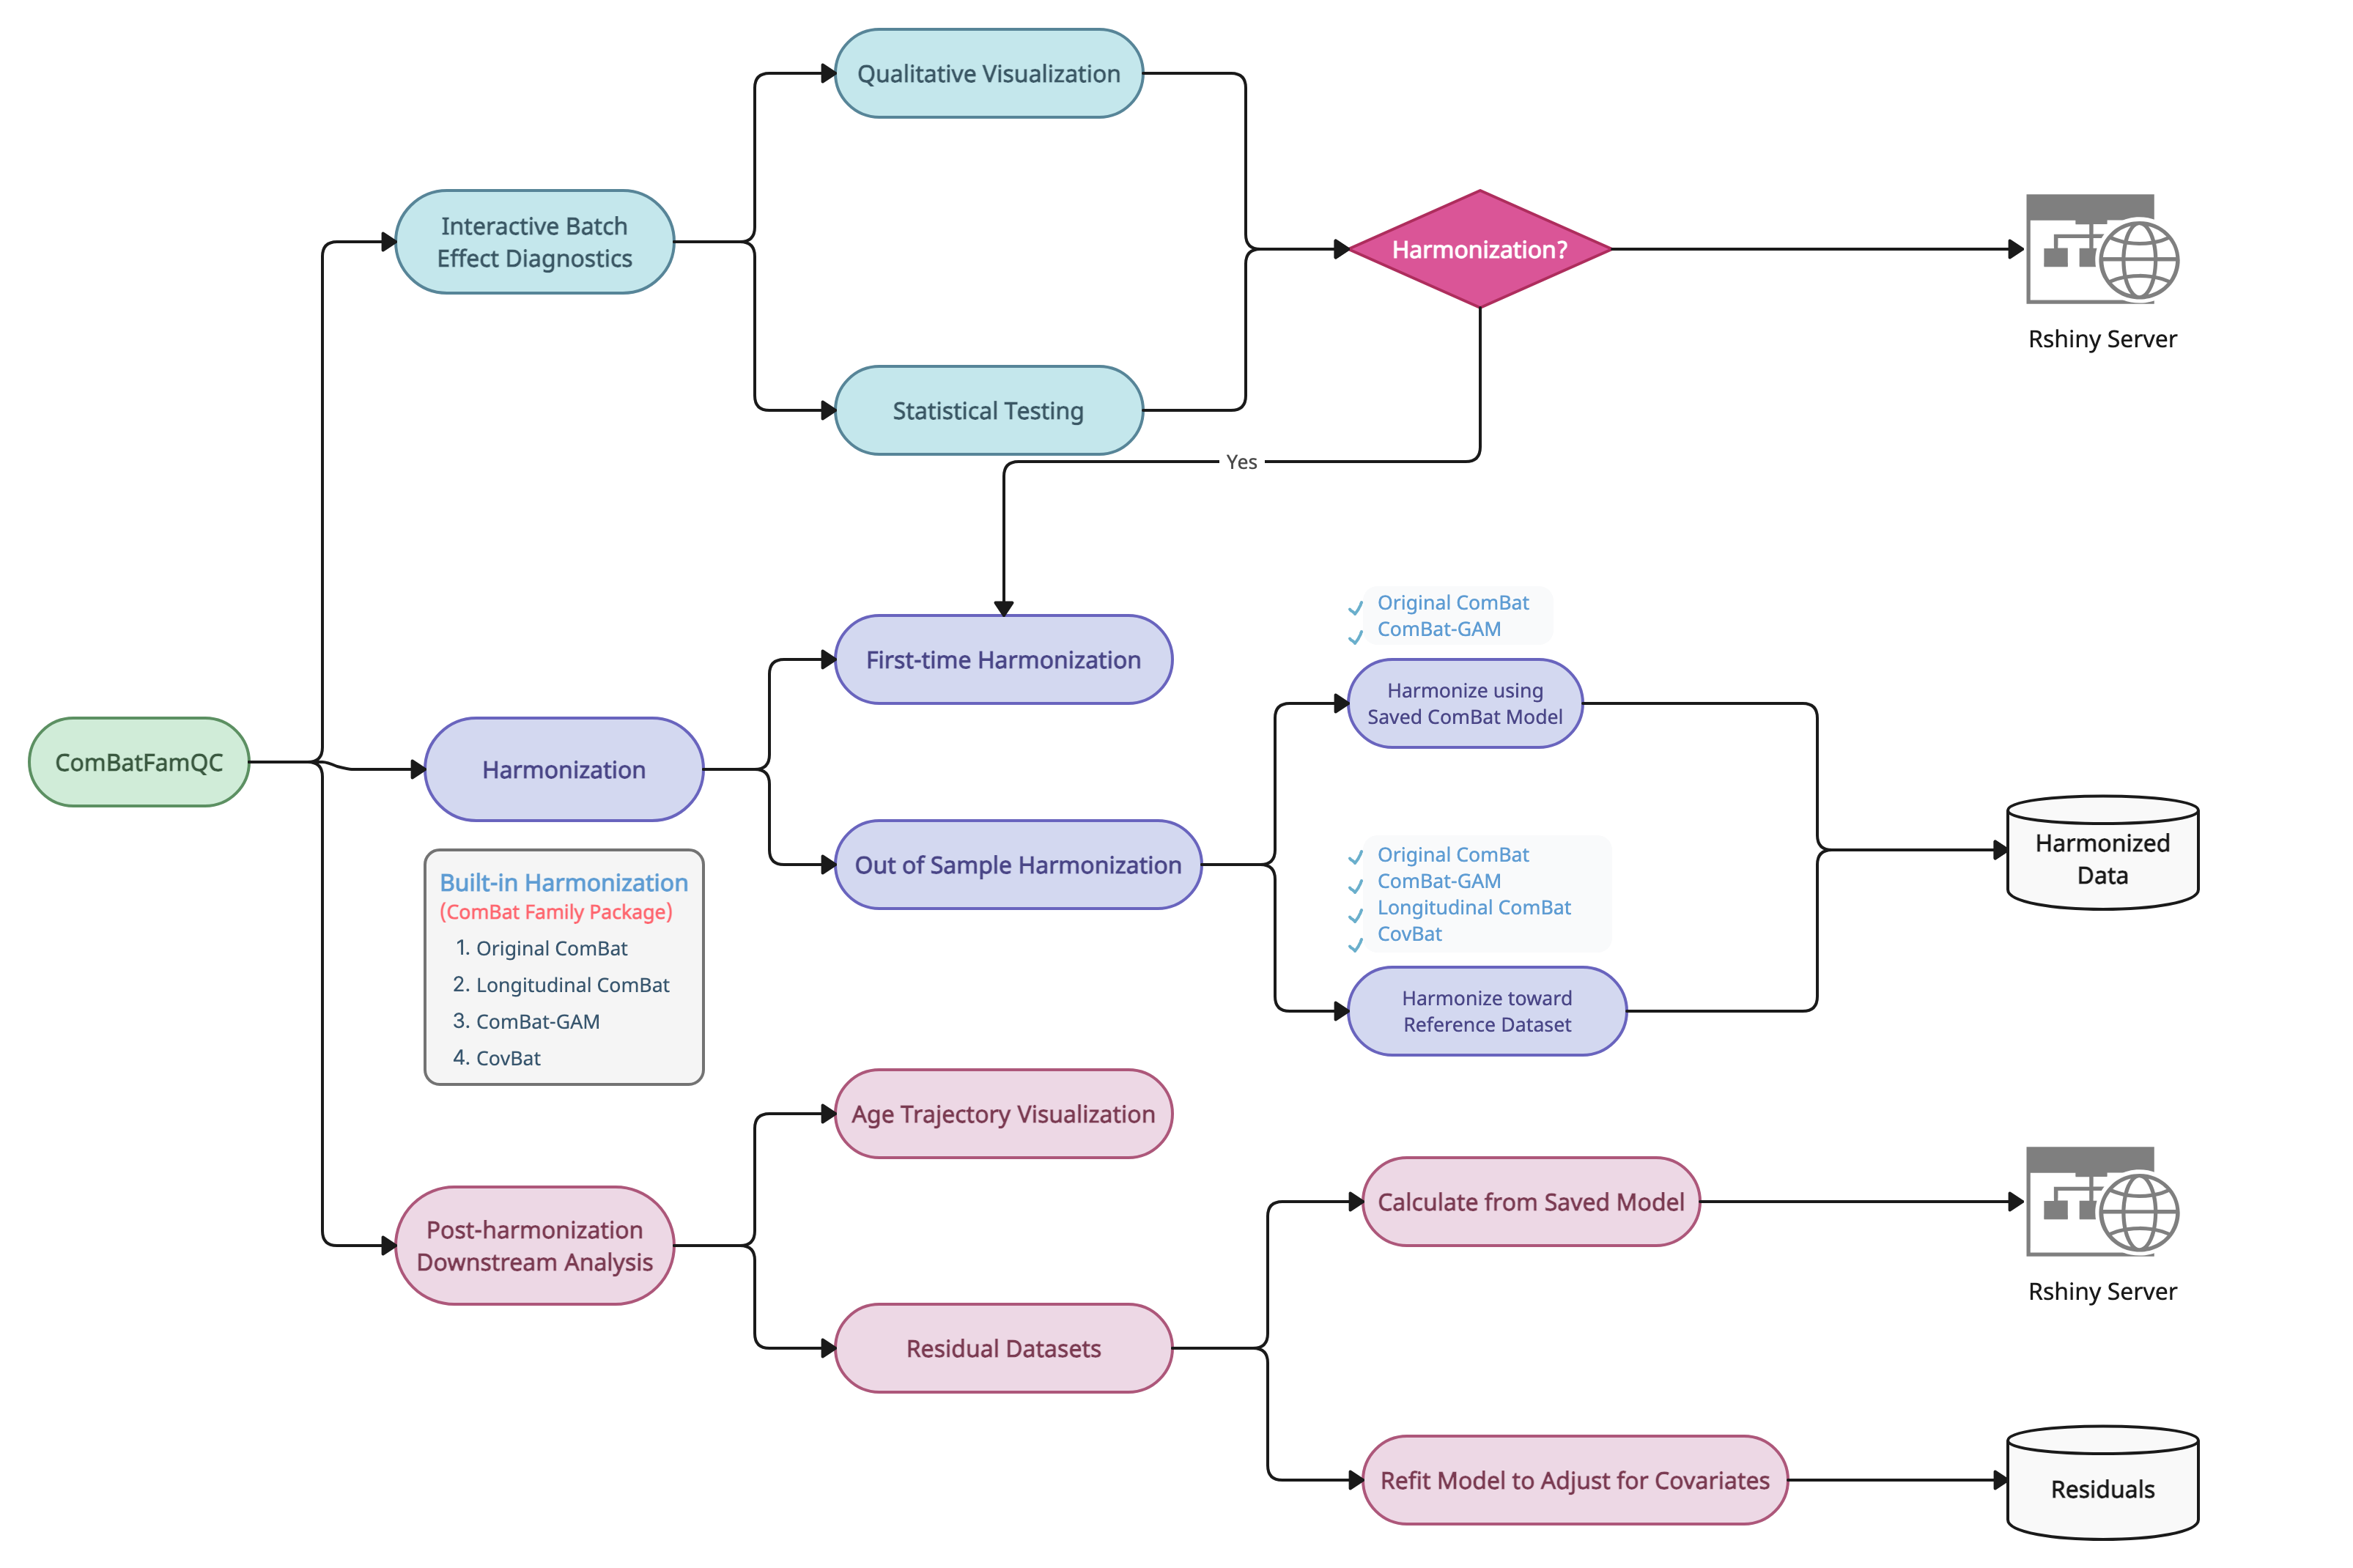 Qualitative Visualization
Interactive Batch
Effect Diagnostics
Harmonization?
Rshiny Server
Statistical Testing
Yes
First-time Harmonization
Original ComBat
ComBat-GAM
Harmonize using
Saved ComBat Model
ComBatFamQC
Harmonization
Out of Sample Harmonization
Original ComBat
ComBat-GAM
Longitudinal ComBat
CovBat
Harmonize toward
Reference Dataset
Harmonized
Data
Built-in Harmonization
(ComBat Family Package)
1. Original ComBat
2. Longitudinal ComBat
3. ComBat-GAM
4. CovBat
Age Trajectory Visualization
Post-harmonization
Downstream Analysis
Calculate from Saved Model
Rshiny Server
Residual Datasets
Refit Model to Adjust for Covariates
Residuals